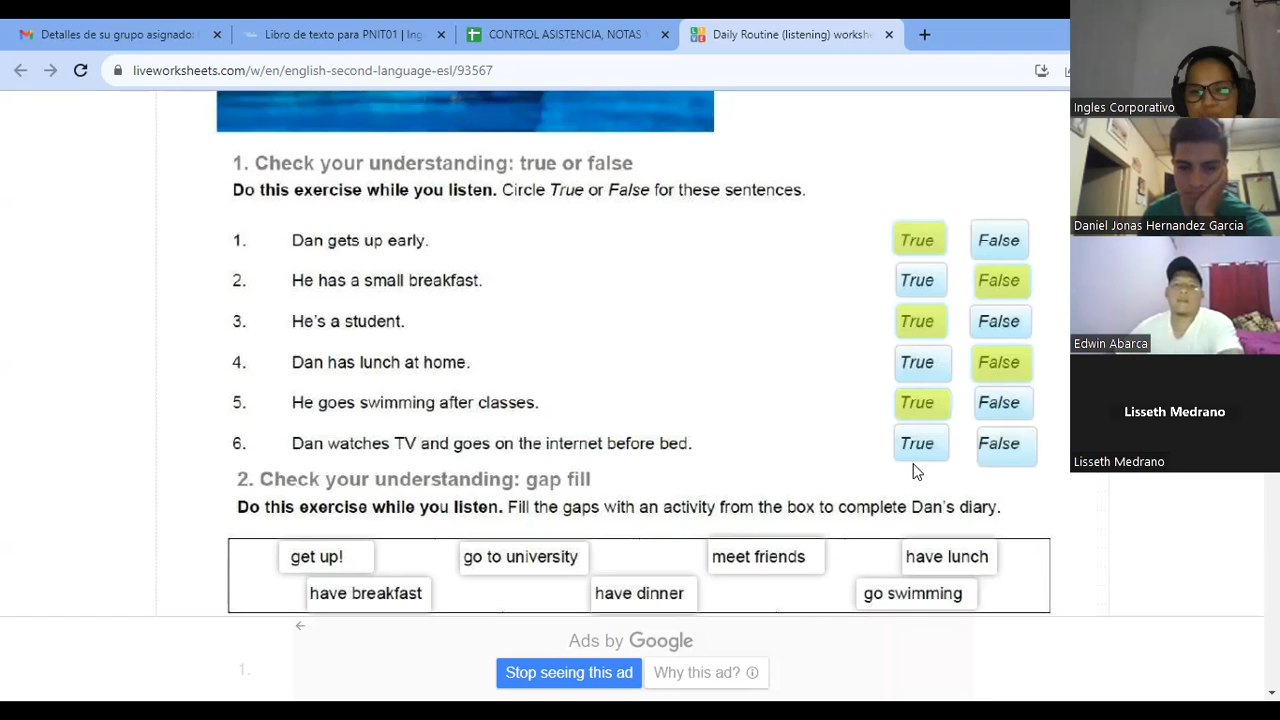 Detalles de su grupo asignado:
Libro de texto para PNIT01 | Ing
CONTROL ASISTENCIA, NOTAS Y
Daily Routine (listening) workshe
liveworksheets.com/w/en/english-second-language-esl/93567
1. Check your understanding: true or false
Do this exercise while you listen. Circle True or False for these sentences.
1. Dan gets up early. True False
2. He has a small breakfast. True False
3. He's a student. True False
4. Dan has lunch at home. True False
5. He goes swimming after classes. True False
6. Dan watches TV and goes on the internet before bed. True False
2. Check your understanding: gap fill
Do this exercise while you listen. Fill the gaps with an activity from the box to complete Dan's diary.
get up! go to university meet friends have lunch
have breakfast have dinner go swimming
Ads by Google
1.
Stop seeing this ad Why this ad?
Ingles Corporativo
Daniel Jonas Hernandez Garcia
Edwin Abarca
Lisseth Medrano
Lisseth Medrano